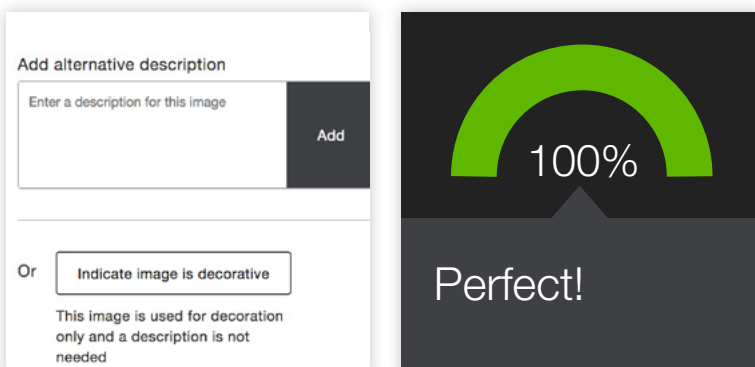 Add alternative description
Enter a description for this image
Add
Or
Indicate image is decorative
This image is used for decoration
only and a description is not
needed
100%
Perfect!